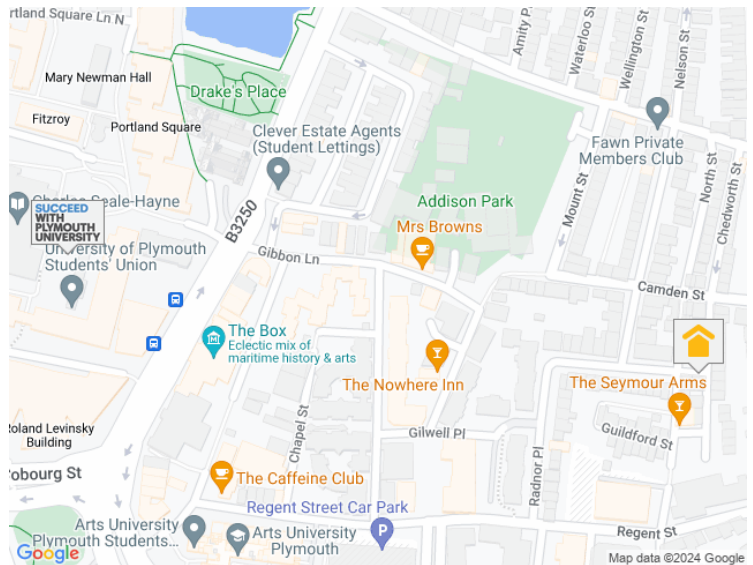 rtland Square Ln N
Amity Pl
Waterloo St
Wellington St
Nelson St
Mary Newman Hall
Drake's Place
Fitzroy
Portland Square
Clever Estate Agents
(Student Lettings)
Fawn Private
Members Club
North St
Chedworth St
Charles Seale-Hayne
SUCCEED
WITH
PLYMOUTH
UNIVERSITY
Addison Park
Mount St
Mrs Browns
B3250
University of Plymouth
Students' Union
Gibbon Ln
Camden St
The Box
Eclectic mix of
maritime history & arts
The Nowhere Inn
The Seymour Arms
Roland Levinsky
Building
Chapel St
Gilwell Pl
Guildford St
Radnor Pl
Cobourg St
The Caffeine Club
Regent Street Car Park
P
Regent St
Arts University
Plymouth Students...
Arts University
Plymouth
Google
Map data ©2024 Google